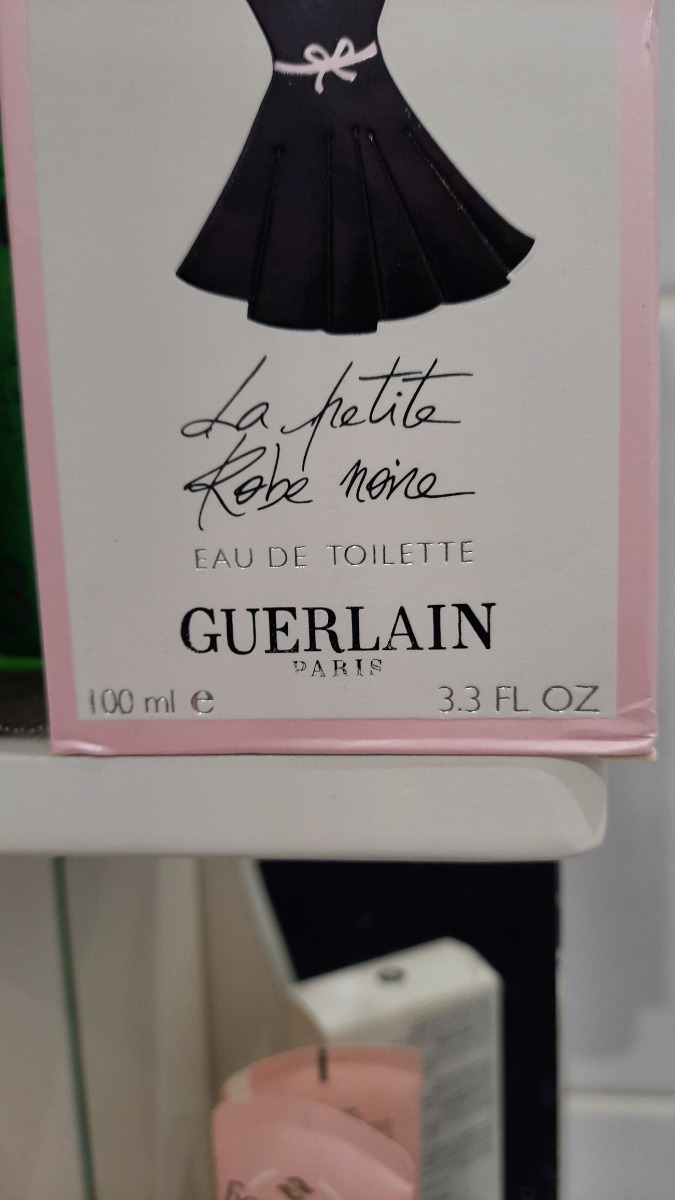 La petite
Robe noire
EAU DE TOILETTE
GUERLAIN
PARIS
100 ml e
3.3 FL OZ